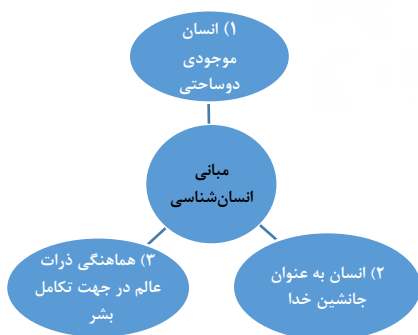 ۱) انسان
موجودی
دوساحتی
مبانی
انسان‌شناسی
۲) انسان به عنوان
جانشین خدا
۳) هماهنگی ذرات
عالم در جهت تکامل
بشر